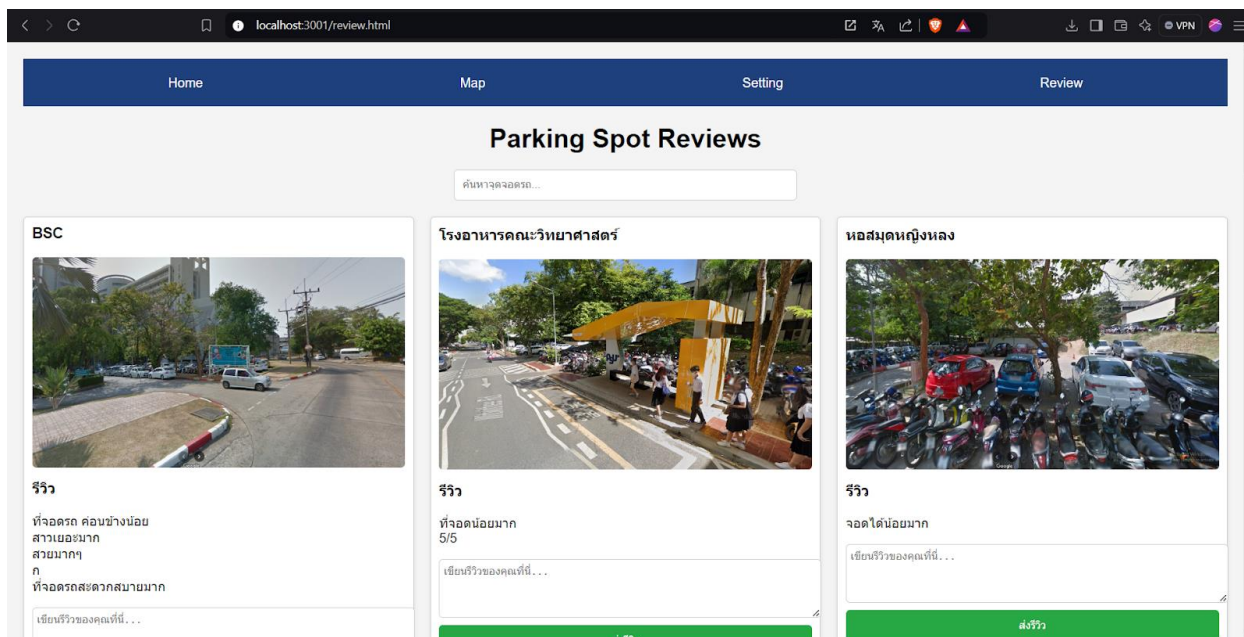 localhost:3001/review.html
VPN
Home
Map
Setting
Review
Parking Spot Reviews
ค้นหาจุดจอดรถ...
BSC
รีวิว
ที่จอดรถ ค่อนข้างน้อย
สาวเยอะมาก
สวยมากๆ
ก
ที่จอดรถสะดวกสบายมาก
เขียนรีวิวของคุณที่นี่...
โรงอาหารคณะวิทยาศาสตร์
รีวิว
ที่จอดน้อยมาก
5/5
เขียนรีวิวของคุณที่นี่...
หอสมุดหญิงหลง
Google
รีวิว
จอดได้น้อยมาก
เขียนรีวิวของคุณที่นี่...
ส่งรีวิว